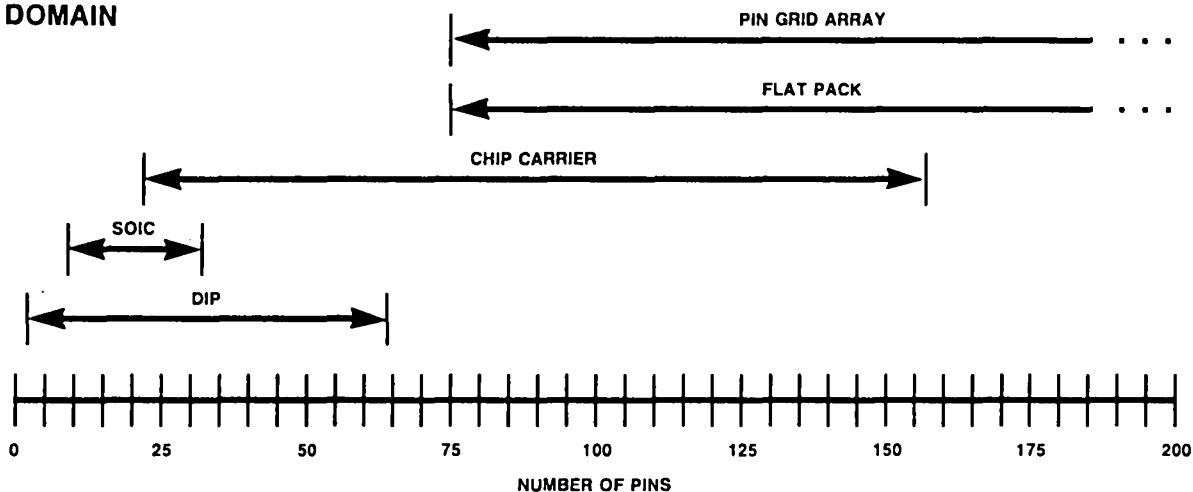 DOMAIN
PIN GRID ARRAY
FLAT PACK
CHIP CARRIER
SOIC
DIP
0 25 50 75 100 125 150 175 200
NUMBER OF PINS